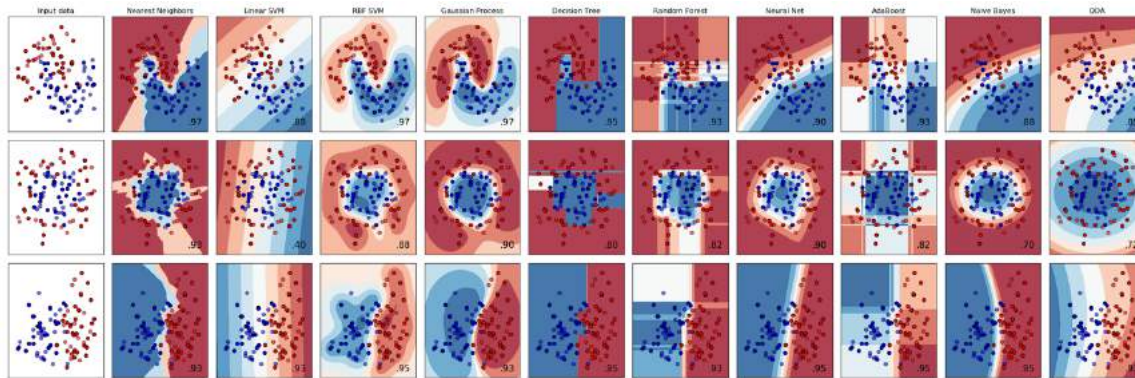 Input data Nearest Neighbors Linear SVM RBF SVM Gaussian Process Decision Tree Random Forest Neural Net AdaBoost Naive Bayes QDA
.97 .88 .97 .97 .95 .93 .90 .93 .88
.93 .40 .88 .90 .80 .82 .90 .82 .70
.93 .93 .95 .93 .95 .93 .95 .95